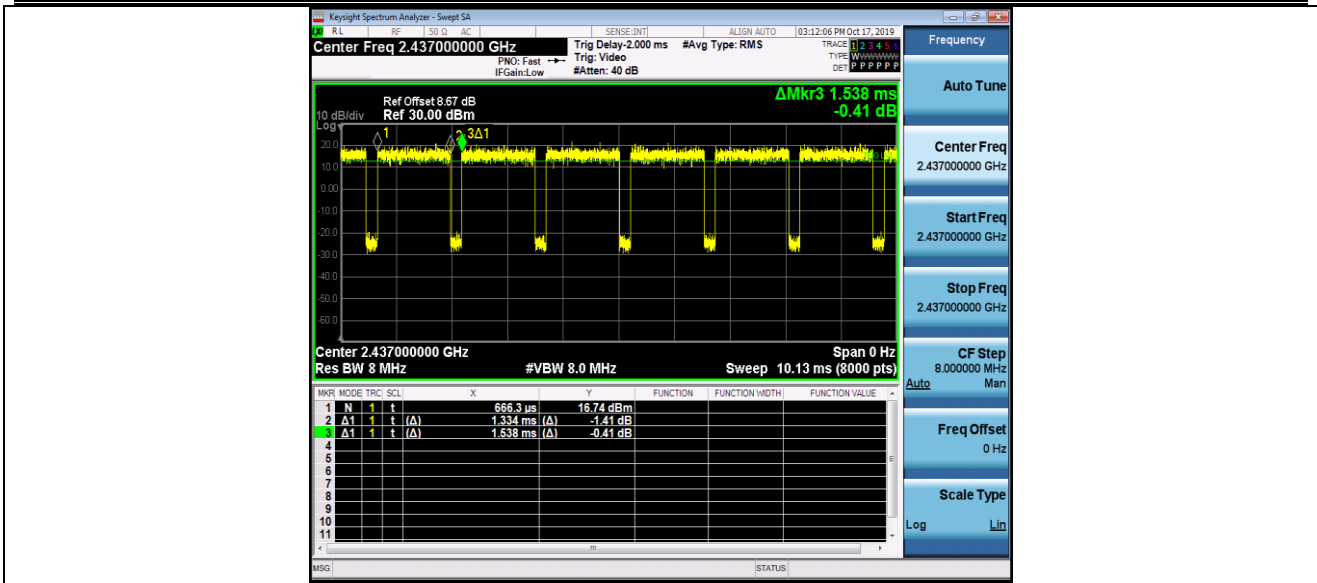 Keysight Spectrum Analyzer - Swept SA
RL RF 50 Ω AC SENSE:INT ALIGN AUTO 03:12:06 PM Oct 17, 2019
Center Freq 2.437000000 GHz Trig Delay-2.000 ms #Avg Type: RMS TRACE 1 2 3 4 5 6
PNO: Fast Trig: Video TYPE WWWWWW
IFGain:Low #Atten: 40 dB DET P P P P P P
ΔMkr3 1.538 ms
-0.41 dB
Ref Offset 8.67 dB
10 dB/div Ref 30.00 dBm
Log
1 3Δ1
20.0
10.0
0.00
-10.0
-20.0
-30.0
-40.0
-50.0
-60.0
Center 2.437000000 GHz Span 0 Hz
Res BW 8 MHz #VBW 8.0 MHz Sweep 10.13 ms (8000 pts)
MKR MODE TRC SCL X Y FUNCTION FUNCTION WIDTH FUNCTION VALUE
1 N 1 t 666.3 µs 16.74 dBm
2 Δ1 1 t (Δ) 1.334 ms (Δ) -1.41 dB
3 Δ1 1 t (Δ) 1.538 ms (Δ) -0.41 dB
4
5
6
7
8
9
10
11
MSG STATUS
Frequency
Auto Tune
Center Freq
2.437000000 GHz
Start Freq
2.437000000 GHz
Stop Freq
2.437000000 GHz
CF Step
8.000000 MHz
Auto Man
Freq Offset
0 Hz
Scale Type
Log Lin